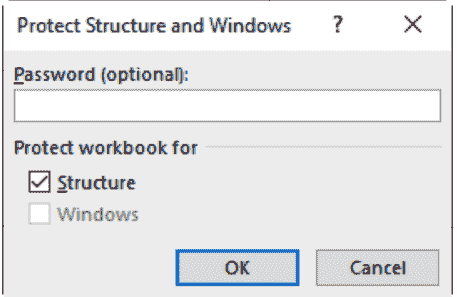 Protect Structure and Windows ?
Password (optional):
Protect workbook for
Structure
Windows
OK Cancel